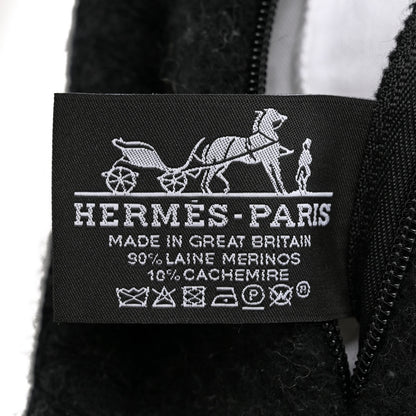 HERMÈS-PARIS
MADE IN GREAT BRITAIN
90% LAINE MERINOS
10% CACHEMIRE
P W